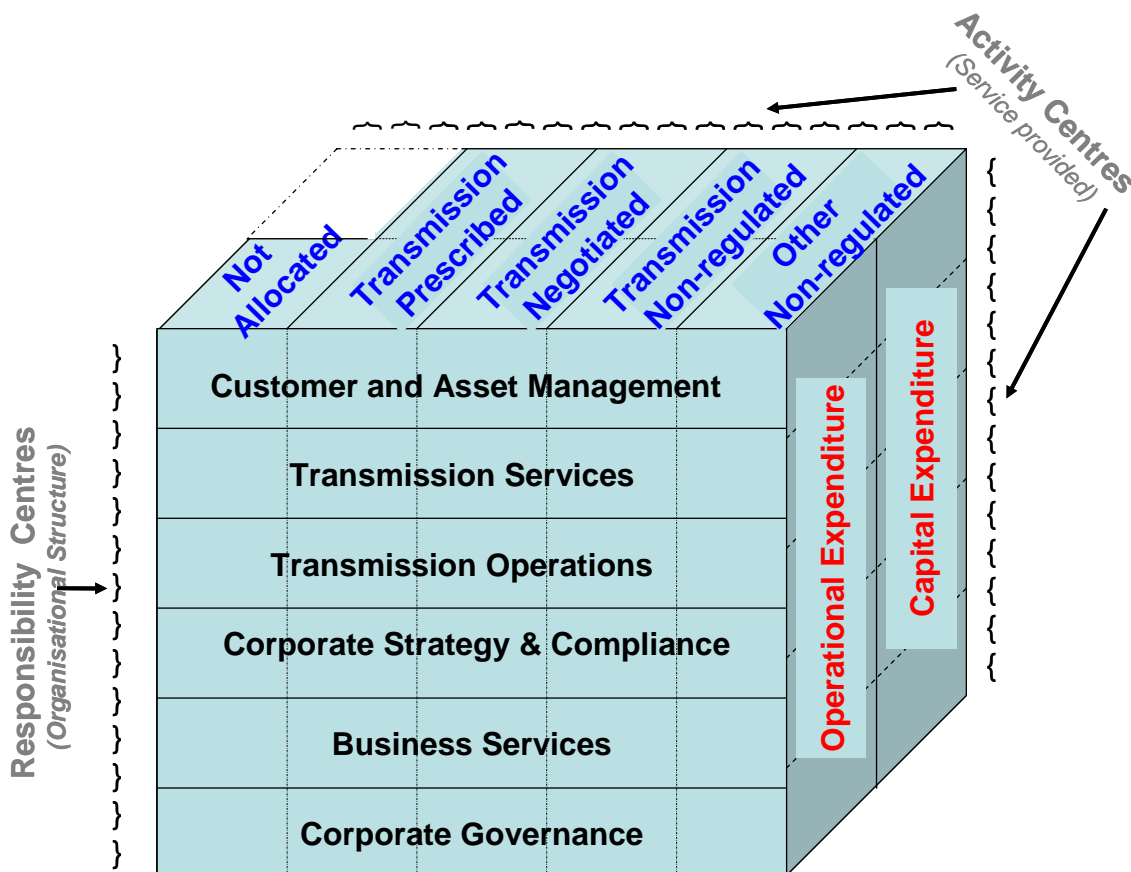 Activity Centres
(Service provided)
Not
Allocated
Transmission
Prescribed
Transmission
Negotiated
Transmission
Non-regulated
Other
Non-regulated
Responsibility Centres
(Organisational Structure)
Customer and Asset Management
Transmission Services
Transmission Operations
Corporate Strategy & Compliance
Business Services
Corporate Governance
Operational Expenditure
Capital Expenditure